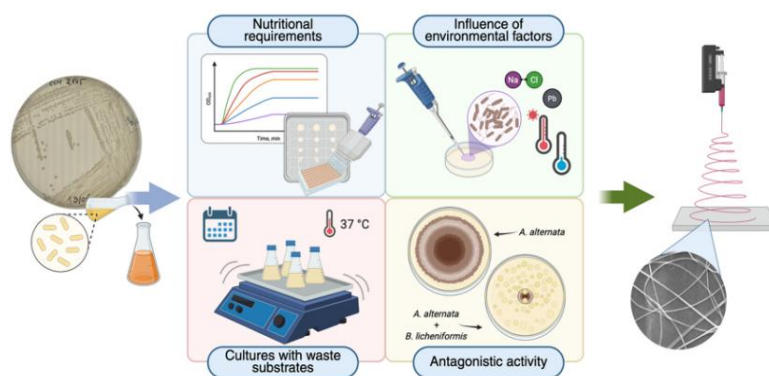 Nutritional
requirements
Influence of
environmental factors
Time, min
Na
Cl
Pb
37 °C
A. alternata
A. alternata
+
B. licheniformis
Cultures with waste
substrates
Antagonistic activity